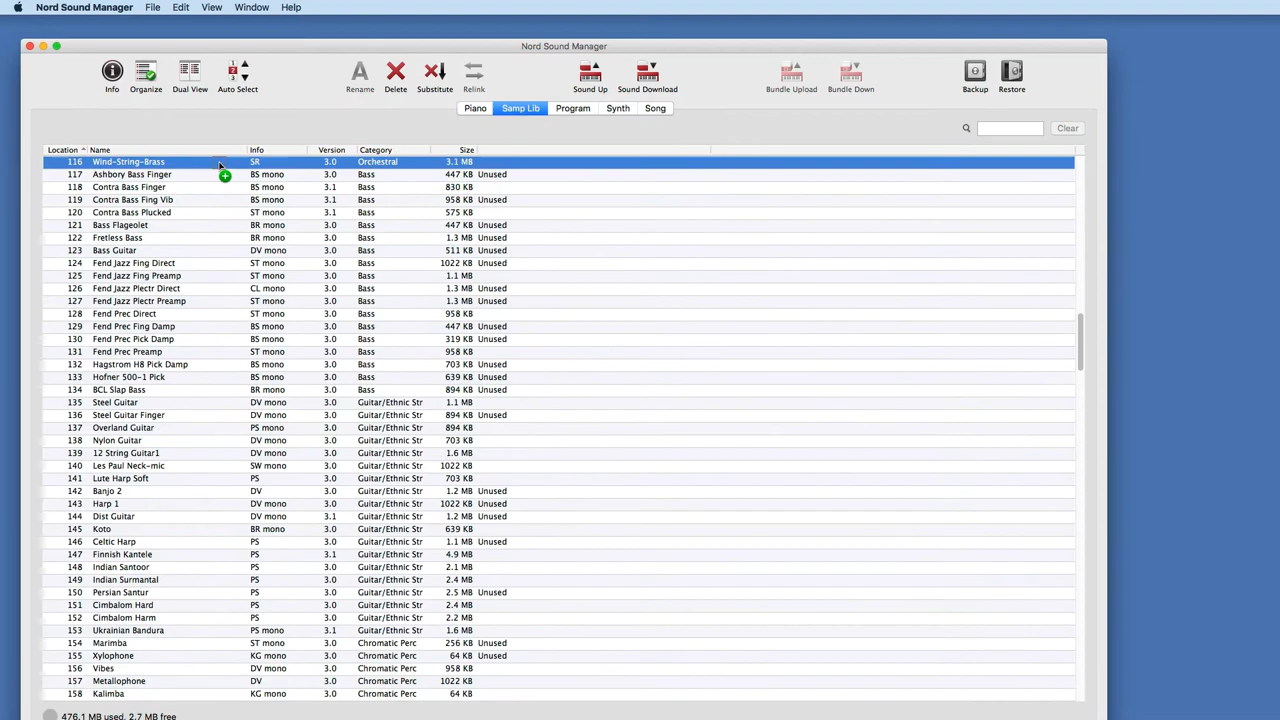 Nord Sound Manager File Edit View Window Help
Nord Sound Manager
Info Organize Dual View Auto Select Rename Delete Substitute Relink Sound Up Sound Download Bundle Upload Bundle Down Backup Restore
Piano Samp Lib Program Synth Song
Clear
Location Name Info Version Category Size
116 Wind-String-Brass SR 3.0 Orchestral 3.1 MB
117 Ashbory Bass Finger BS mono 3.0 Bass 447 KB Unused
118 Contra Bass Finger BS mono 3.1 Bass 830 KB
119 Contra Bass Fing Vib BS mono 3.1 Bass 958 KB Unused
120 Contra Bass Plucked ST mono 3.1 Bass 575 KB
121 Bass Flageolet BR mono 3.0 Bass 447 KB Unused
122 Fretless Bass BR mono 3.0 Bass 1.3 MB Unused
123 Bass Guitar DV mono 3.0 Bass 511 KB Unused
124 Fend Jazz Fing Direct ST mono 3.0 Bass 1022 KB Unused
125 Fend Jazz Fing Preamp ST mono 3.0 Bass 1.1 MB
126 Fend Jazz Plectr Direct CL mono 3.0 Bass 1.3 MB Unused
127 Fend Jazz Plectr Preamp ST mono 3.0 Bass 1.3 MB Unused
128 Fend Prec Direct ST mono 3.0 Bass 958 KB
129 Fend Prec Fing Damp BS mono 3.0 Bass 447 KB Unused
130 Fend Prec Pick Damp BS mono 3.0 Bass 319 KB Unused
131 Fend Prec Preamp ST mono 3.0 Bass 958 KB
132 Hagstrom H8 Pick Damp BS mono 3.0 Bass 703 KB Unused
133 Hofner 500-1 Pick BS mono 3.0 Bass 639 KB Unused
134 BCL Slap Bass BR mono 3.0 Bass 894 KB Unused
135 Steel Guitar DV mono 3.0 Guitar/Ethnic Str 1.1 MB
136 Steel Guitar Finger DV mono 3.0 Guitar/Ethnic Str 894 KB Unused
137 Overland Guitar PS mono 3.0 Guitar/Ethnic Str 894 KB
138 Nylon Guitar DV mono 3.0 Guitar/Ethnic Str 703 KB
139 12 String Guitar1 DV mono 3.0 Guitar/Ethnic Str 1.6 MB
140 Les Paul Neck-mic SW mono 3.0 Guitar/Ethnic Str 1022 KB
141 Lute Harp Soft PS 3.0 Guitar/Ethnic Str 703 KB
142 Banjo 2 DV 3.0 Guitar/Ethnic Str 1.2 MB Unused
143 Harp 1 DV mono 3.0 Guitar/Ethnic Str 1022 KB Unused
144 Dist Guitar DV mono 3.1 Guitar/Ethnic Str 1.2 MB Unused
145 Koto BR mono 3.0 Guitar/Ethnic Str 639 KB
146 Celtic Harp PS 3.0 Guitar/Ethnic Str 1.1 MB Unused
147 Finnish Kantele PS 3.1 Guitar/Ethnic Str 4.9 MB
148 Indian Santoor PS 3.0 Guitar/Ethnic Str 2.1 MB
149 Indian Surmantal PS 3.0 Guitar/Ethnic Str 2.4 MB
150 Persian Santur PS 3.0 Guitar/Ethnic Str 2.5 MB Unused
151 Cimbalom Hard PS 3.0 Guitar/Ethnic Str 2.4 MB
152 Cimbalom Harm PS 3.0 Guitar/Ethnic Str 2.2 MB
153 Ukrainian Bandura PS mono 3.1 Guitar/Ethnic Str 1.6 MB
154 Marimba ST mono 3.0 Chromatic Perc 256 KB Unused
155 Xylophone KG mono 3.0 Chromatic Perc 64 KB Unused
156 Vibes DV mono 3.0 Chromatic Perc 958 KB
157 Metallophone DV 3.0 Chromatic Perc 1022 KB
158 Kalimba KG mono 3.0 Chromatic Perc 64 KB
476.1 MB used, 2.7 MB free